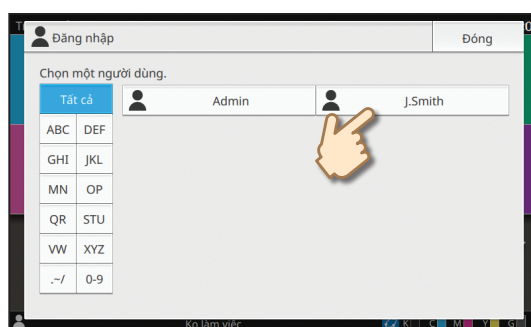 Đăng nhập
Đóng
Chọn một người dùng.
Tất cả
Admin
J.Smith
ABC DEF
GHI JKL
MN OP
QR STU
VW XYZ
.~/ 0-9
Ko làm việc
K C M Y G